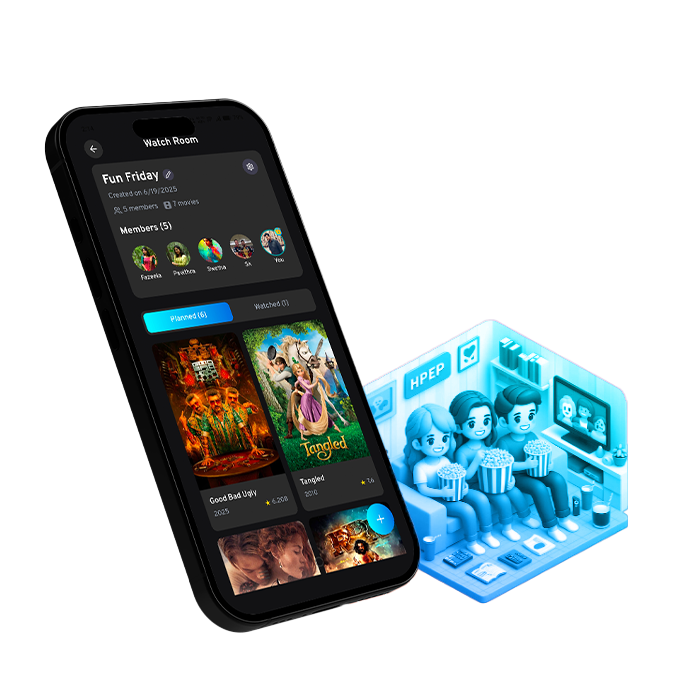 Watch Room
Fun Friday
Created on 6/19/2025
5 members 7 movies
Members (5)
Fazeela Pavithra Swetha Sk You
Planned (6) Watched (1)
Tangled
Good Bad Ugly
2025 ★ 6.208
Tangled
2010 ★ 7.6
+
HPEP